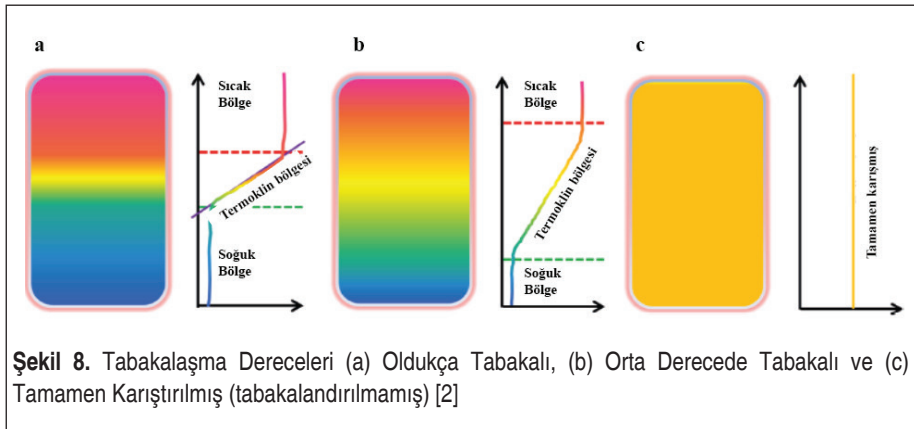 a
Sıcak
Bölge
Termoklin bölgesi
Soğuk
Bölge
b
Sıcak
Bölge
Termoklin bölgesi
Soğuk
Bölge
c
Tamamen karışmış
Şekil 8. Tabakalaşma Dereceleri (a) Oldukça Tabakalı, (b) Orta Derecede Tabakalı ve (c)
Tamamen Karıştırılmış (tabakalandırılmamış) [2]